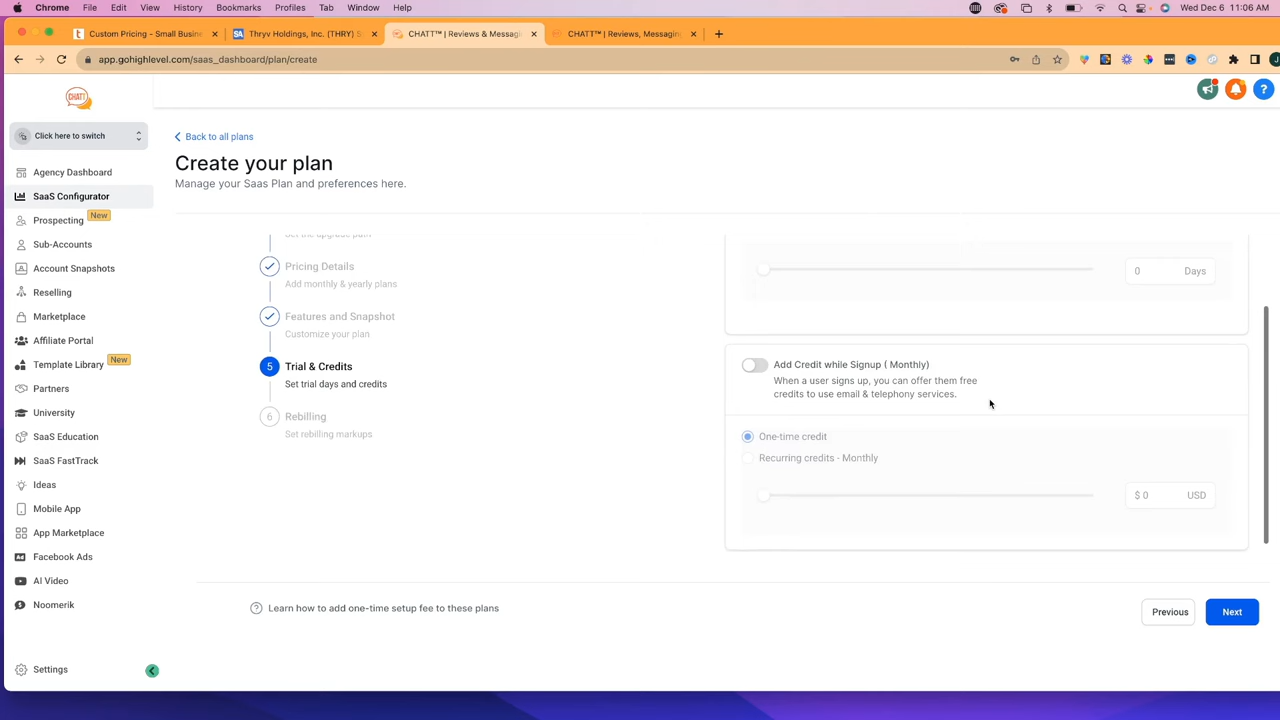 Chrome File Edit View History Bookmarks Profiles Tab Window Help Wed Dec 6 11:06 AM
Custom Pricing - Small Busine
Thryv Holdings, Inc. (THRY) S
CHATT™ | Reviews & Messagi
CHATT™ | Reviews, Messagin
app.gohighlevel.com/saas_dashboard/plan/create
CHATT
Click here to switch
Agency Dashboard
SaaS Configurator
Prospecting New
Sub-Accounts
Account Snapshots
Reselling
Marketplace
Affiliate Portal
Template Library New
Partners
University
SaaS Education
SaaS FastTrack
Ideas
Mobile App
App Marketplace
Facebook Ads
AI Video
Noomerik
Settings
Back to all plans
Create your plan
Manage your Saas Plan and preferences here.
Set the upgrade path
Pricing Details
Add monthly & yearly plans
Features and Snapshot
Customize your plan
5 Trial & Credits
Set trial days and credits
6 Rebilling
Set rebilling markups
0 Days
Add Credit while Signup ( Monthly)
When a user signs up, you can offer them free
credits to use email & telephony services.
One-time credit
Recurring credits - Monthly
$ 0 USD
Learn how to add one-time setup fee to these plans
Previous
Next